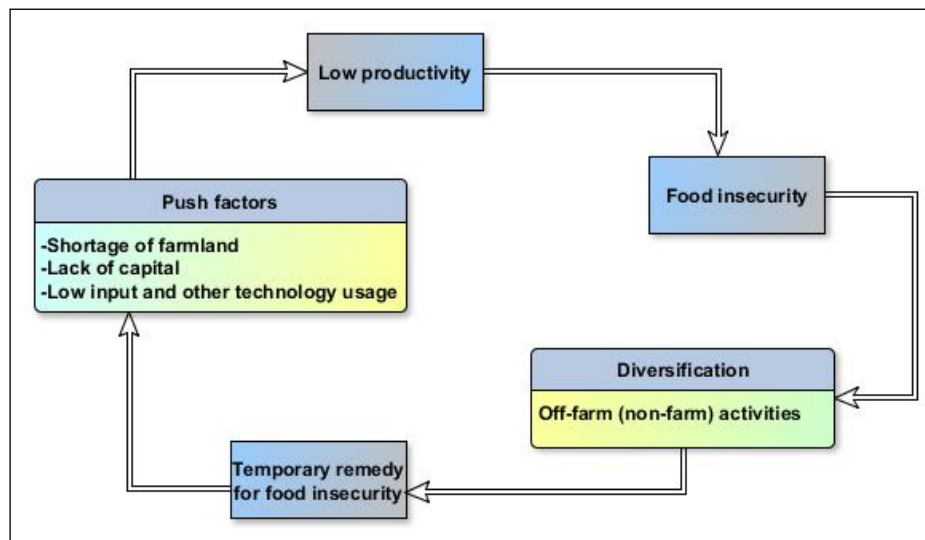 Low productivity
Food insecurity
Push factors
-Shortage of farmland
-Lack of capital
-Low input and other technology usage
Diversification
Off-farm (non-farm) activities
Temporary remedy
for food insecurity